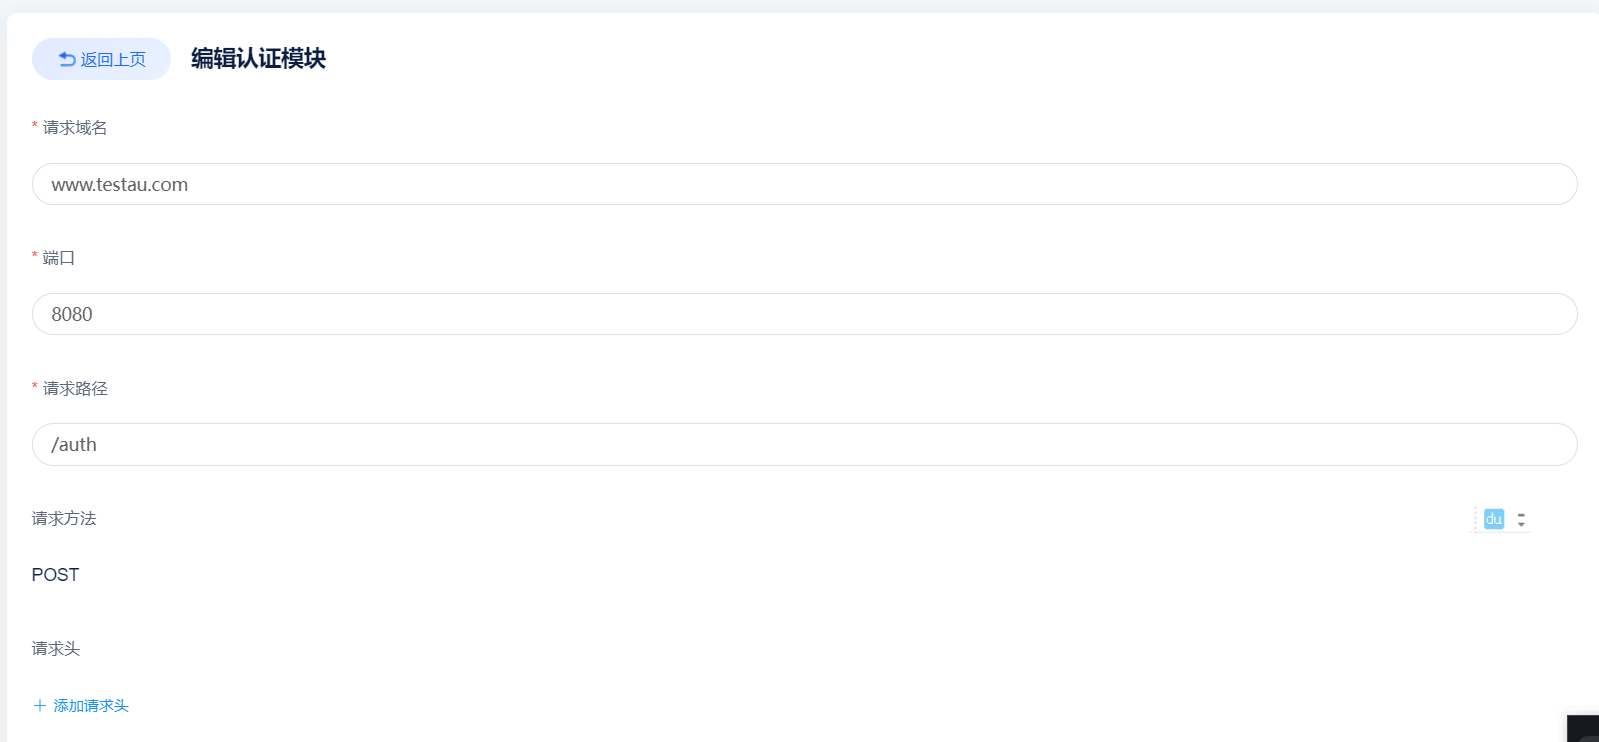 返回上页 编辑认证模块
* 请求域名
www.testau.com
* 端口
8080
* 请求路径
/auth
请求方法
du
POST
请求头
+ 添加请求头